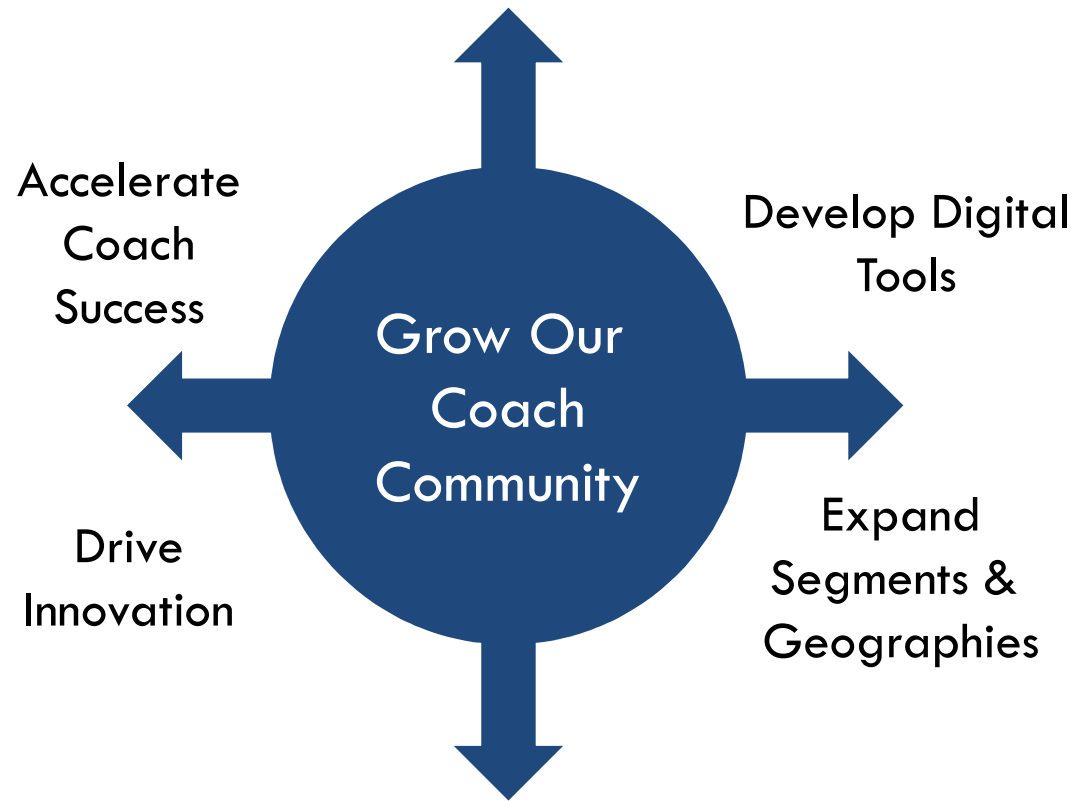 Accelerate
Coach
Success
Develop Digital
Tools
Grow Our
Coach
Community
Drive
Innovation
Expand
Segments &
Geographies